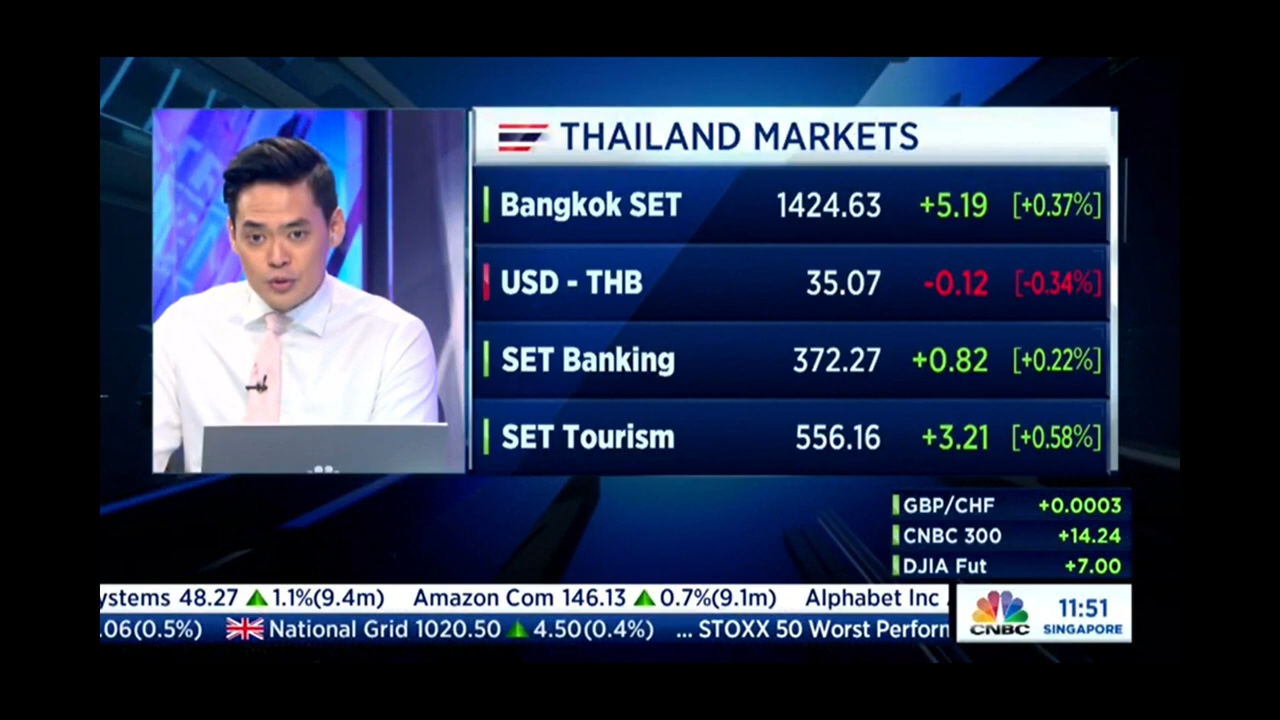 THAILAND MARKETS
Bangkok SET 1424.63 +5.19 [+0.37%]
USD - THB 35.07 -0.12 [-0.34%]
SET Banking 372.27 +0.82 [+0.22%]
SET Tourism 556.16 +3.21 [+0.58%]
GBP/CHF +0.0003
CNBC 300 +14.24
DJIA Fut +7.00
ystems 48.27 ▲ 1.1%(9.4m) Amazon Com 146.13 ▲ 0.7%(9.1m) Alphabet Inc
.06(0.5%) National Grid 1020.50 ▲ 4.50(0.4%) ... STOXX 50 Worst Perforn
CNBC
11:51
SINGAPORE